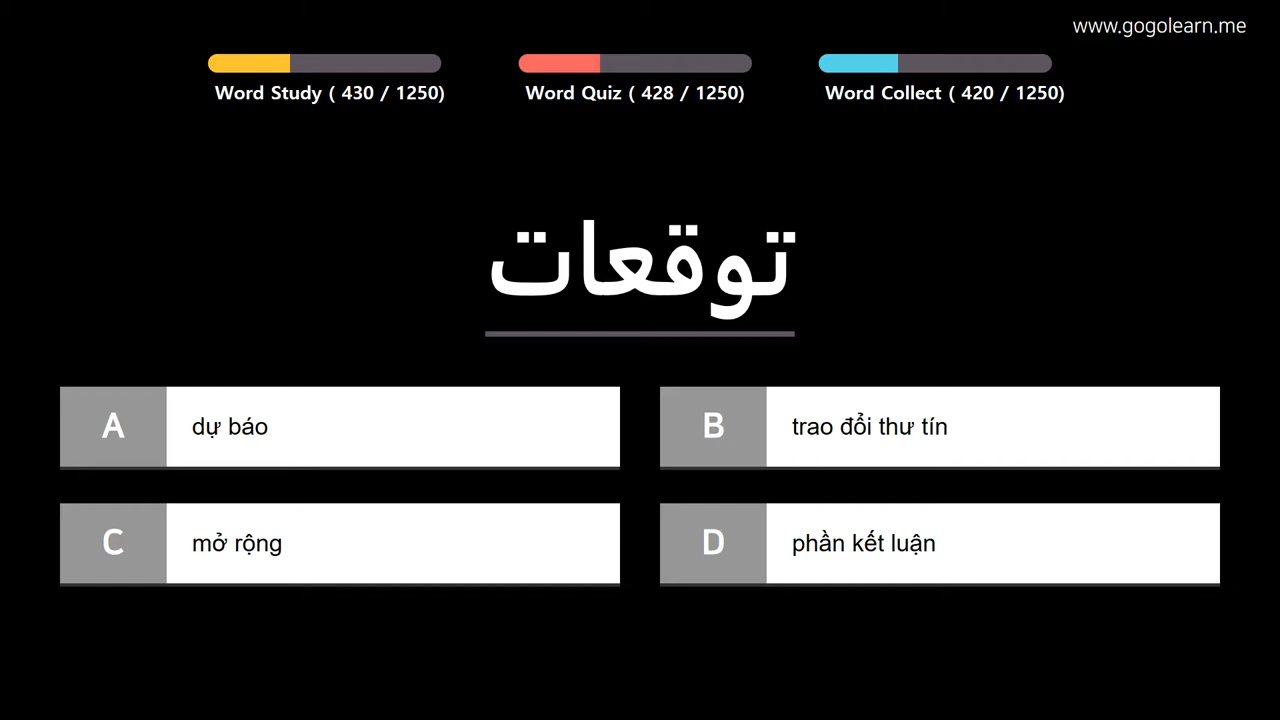 www.gogolearn.me
Word Study ( 430 / 1250)
Word Quiz ( 428 / 1250)
Word Collect ( 420 / 1250)
توقعات
A dự báo
B trao đổi thư tín
C mở rộng
D phần kết luận